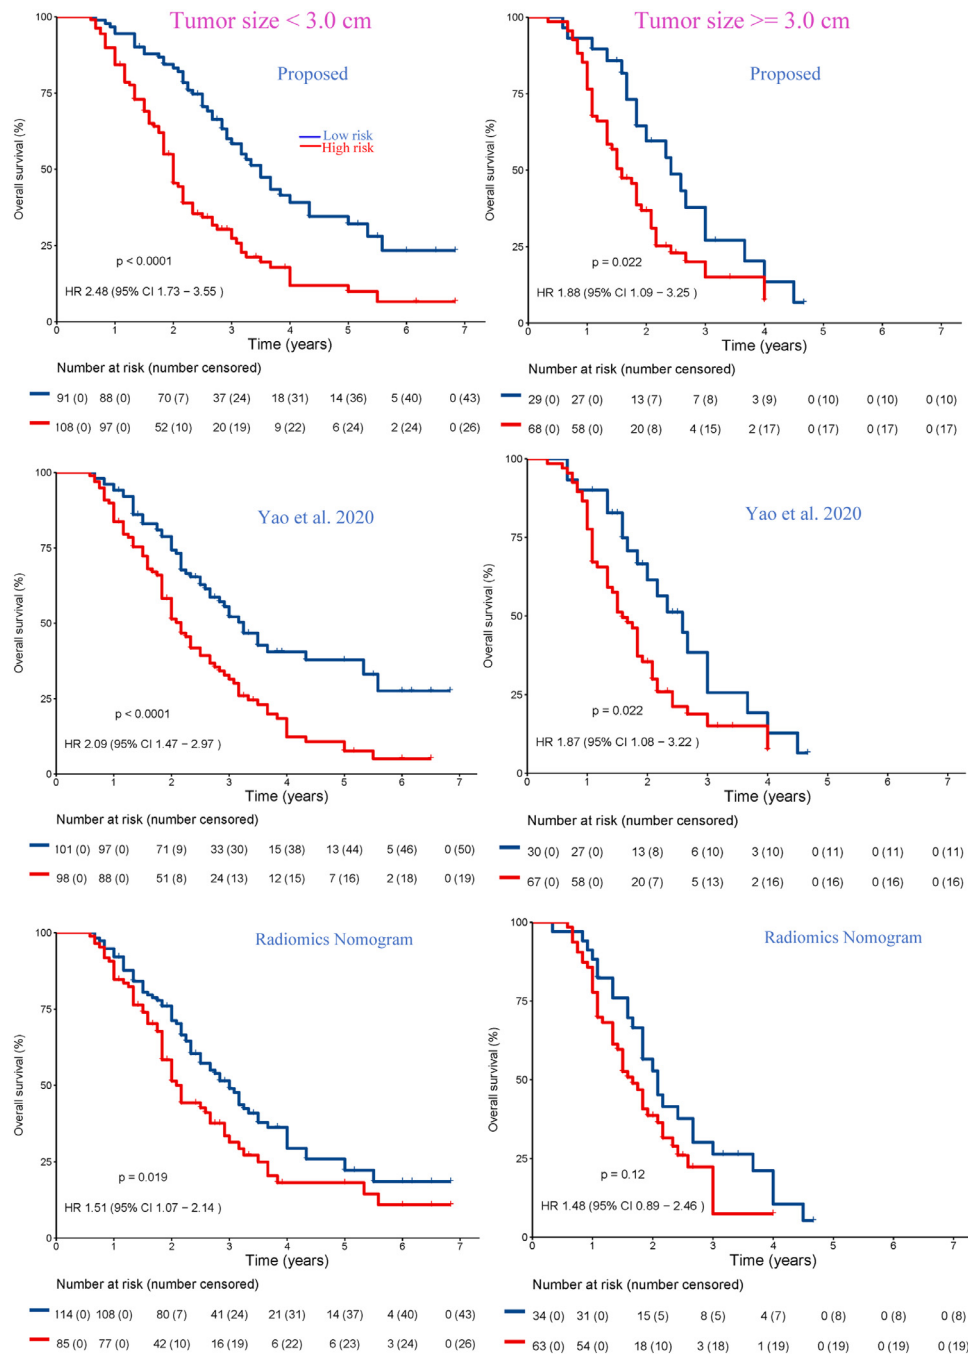 Tumor size < 3.0 cm
100
75
50
25
0
Overall survival (%)
Proposed
Low risk
High risk
p < 0.0001
HR 2.48 (95% CI 1.73 – 3.55 )
0 1 2 3 4 5 6 7
Time (years)
Number at risk (number censored)
91 (0) 88 (0) 70 (7) 37 (24) 18 (31) 14 (36) 5 (40) 0 (43)
108 (0) 97 (0) 52 (10) 20 (19) 9 (22) 6 (24) 2 (24) 0 (26)
Tumor size >= 3.0 cm
100
75
50
25
0
Overall survival (%)
Proposed
p = 0.022
HR 1.88 (95% CI 1.09 – 3.25 )
0 1 2 3 4 5 6 7
Time (years)
Number at risk (number censored)
29 (0) 27 (0) 13 (7) 7 (8) 3 (9) 0 (10) 0 (10) 0 (10)
68 (0) 58 (0) 20 (8) 4 (15) 2 (17) 0 (17) 0 (17) 0 (17)
100
75
50
25
0
Overall survival (%)
Yao et al. 2020
p < 0.0001
HR 2.09 (95% CI 1.47 – 2.97 )
0 1 2 3 4 5 6 7
Time (years)
Number at risk (number censored)
101 (0) 97 (0) 71 (9) 33 (30) 15 (38) 13 (44) 5 (46) 0 (50)
98 (0) 88 (0) 51 (8) 24 (13) 12 (15) 7 (16) 2 (18) 0 (19)
100
75
50
25
0
Overall survival (%)
Yao et al. 2020
p = 0.022
HR 1.87 (95% CI 1.08 – 3.22 )
0 1 2 3 4 5 6 7
Time (years)
Number at risk (number censored)
30 (0) 27 (0) 13 (8) 6 (10) 3 (10) 0 (11) 0 (11) 0 (11)
67 (0) 58 (0) 20 (7) 5 (13) 2 (16) 0 (16) 0 (16) 0 (16)
100
75
50
25
0
Overall survival (%)
Radiomics Nomogram
p = 0.019
HR 1.51 (95% CI 1.07 – 2.14 )
0 1 2 3 4 5 6 7
Time (years)
Number at risk (number censored)
114 (0) 108 (0) 80 (7) 41 (24) 21 (31) 14 (37) 4 (40) 0 (43)
85 (0) 77 (0) 42 (10) 16 (19) 6 (22) 6 (23) 3 (24) 0 (26)
100
75
50
25
0
Overall survival (%)
Radiomics Nomogram
p = 0.12
HR 1.48 (95% CI 0.89 – 2.46 )
0 1 2 3 4 5 6 7
Time (years)
Number at risk (number censored)
34 (0) 31 (0) 15 (5) 8 (5) 4 (7) 0 (8) 0 (8) 0 (8)
63 (0) 54 (0) 18 (10) 3 (18) 1 (19) 0 (19) 0 (19) 0 (19)